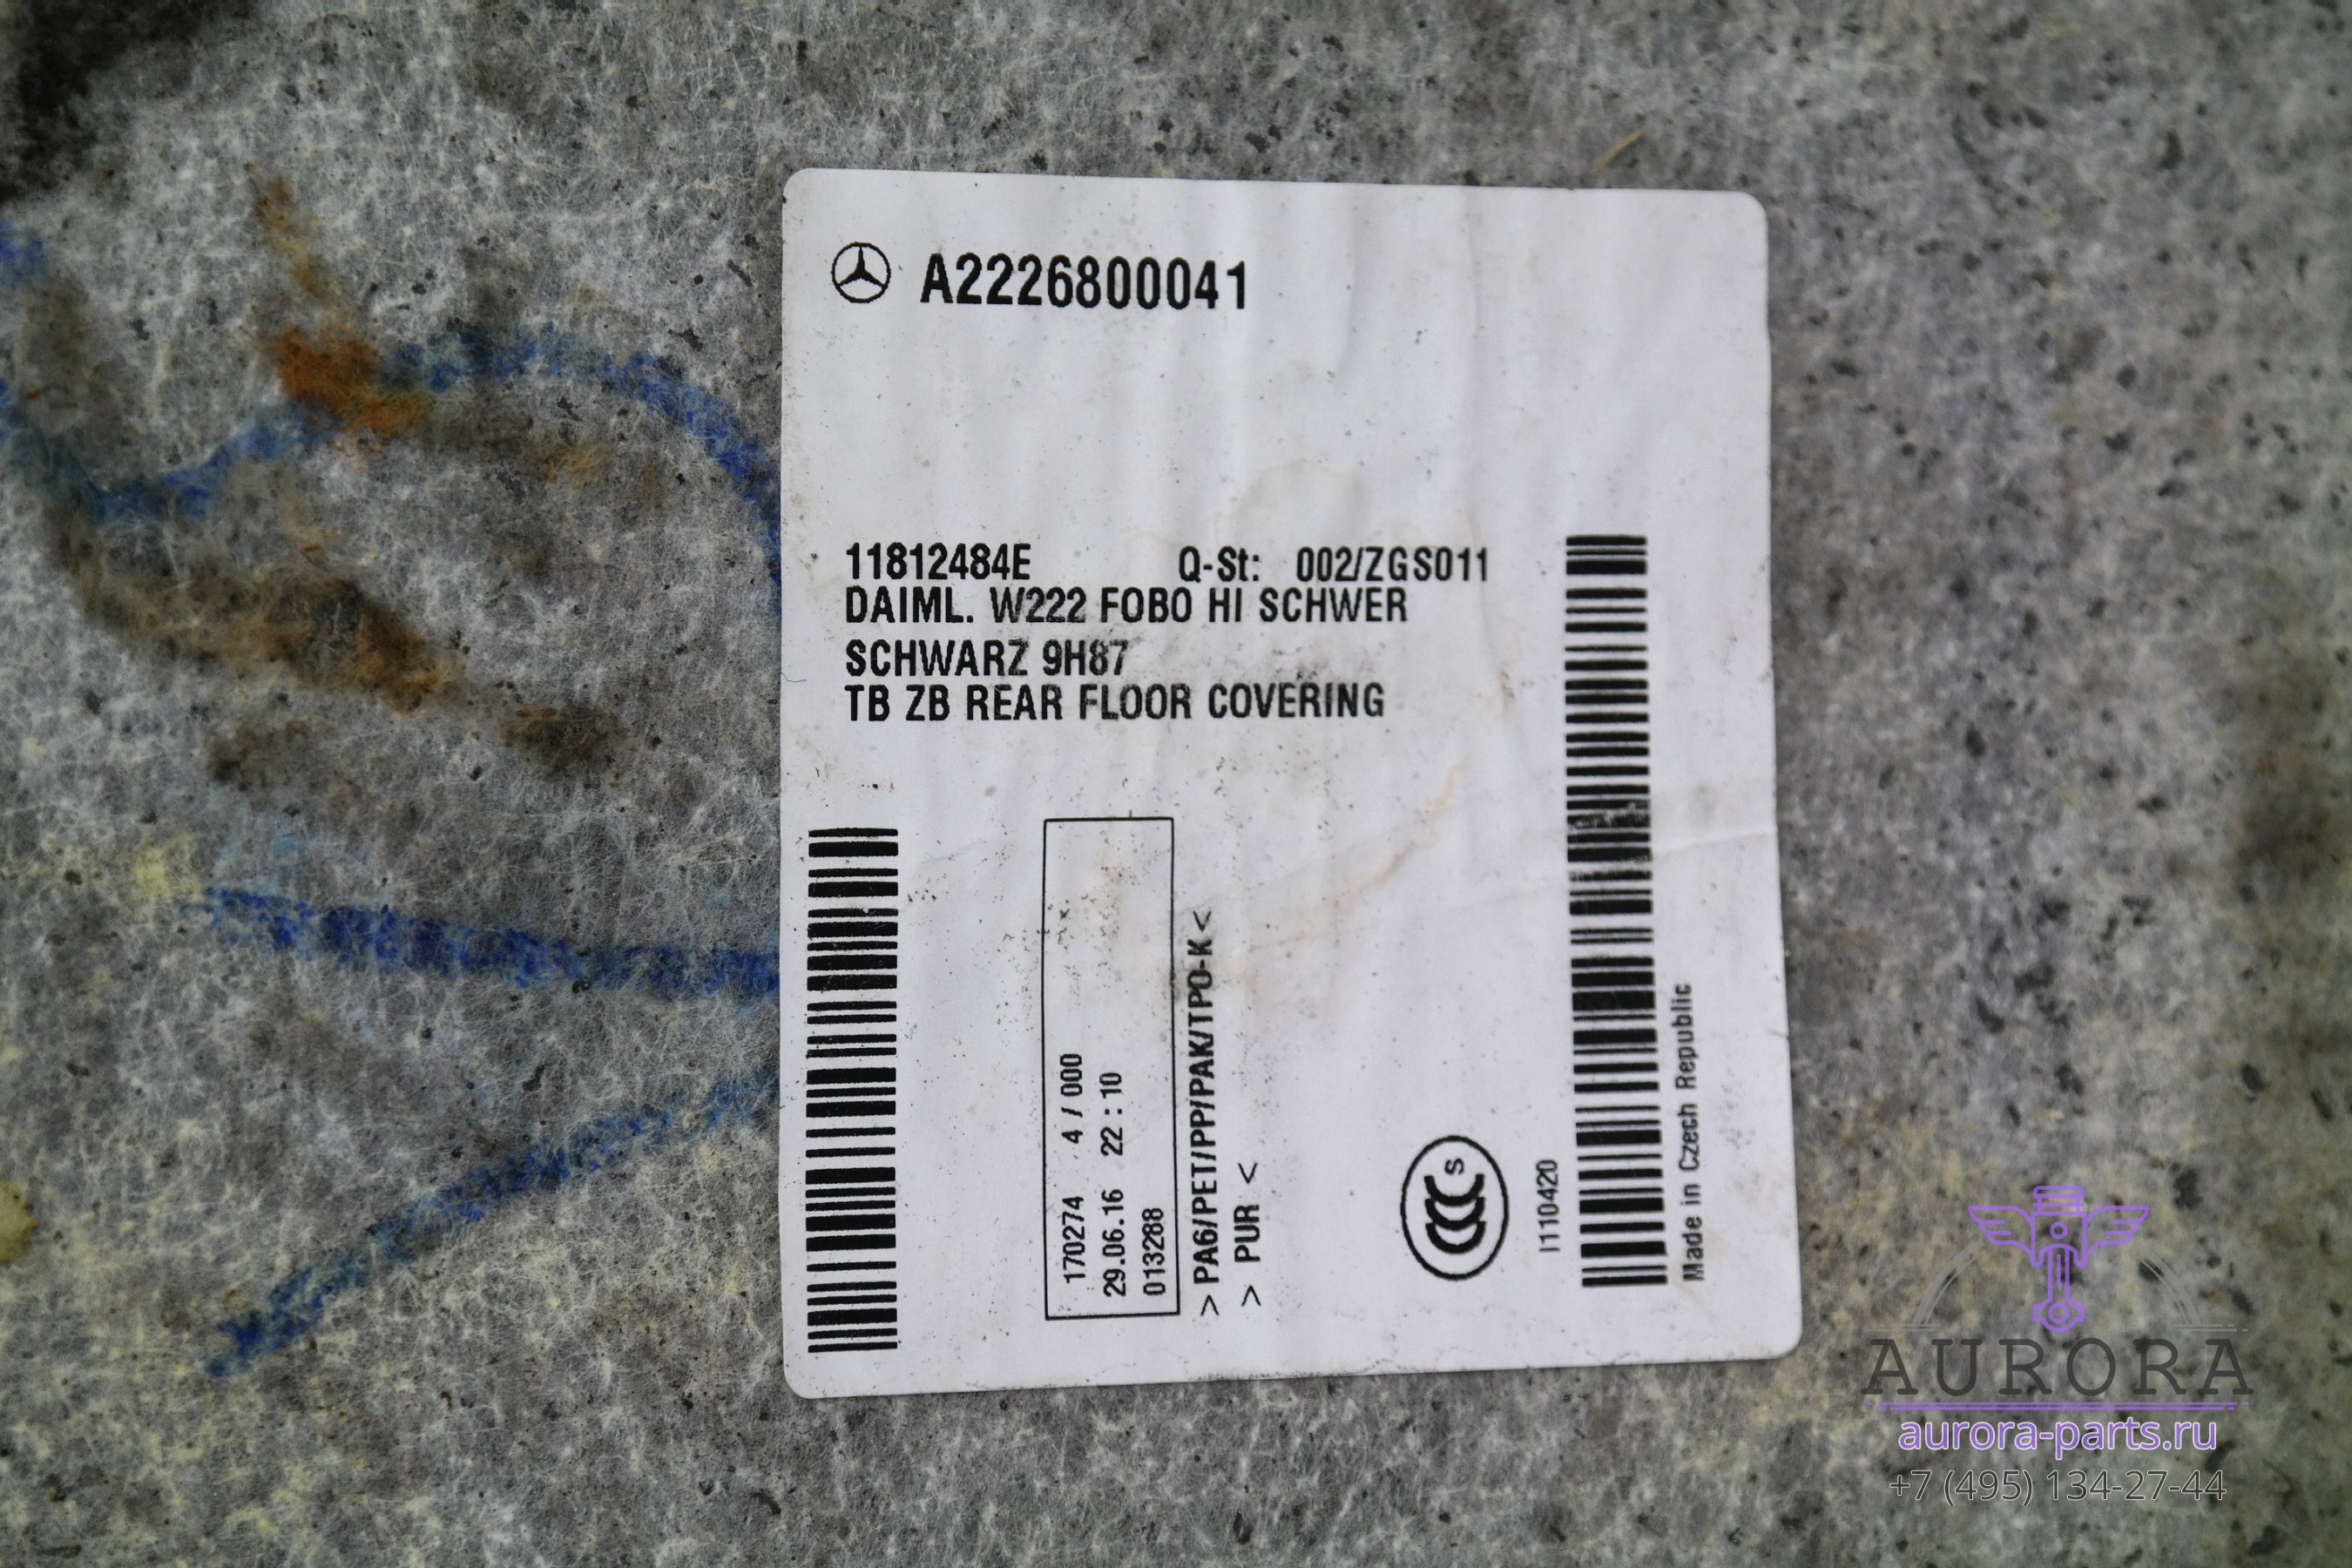 A2226800041
11812484E Q-St: 002/ZGS011
DAIML. W222 FOBO HI SCHWER
SCHWARZ 9H87
TB ZB REAR FLOOR COVERING
170274 4 / 000
29.06.16 22 : 10
013288
> PA6/PET/PP/PAK/TPO-K <
> PUR <
CCC S
I110420
Made in Czech Republic
AURORA
aurora-parts.ru
+7 (495) 134-27-44